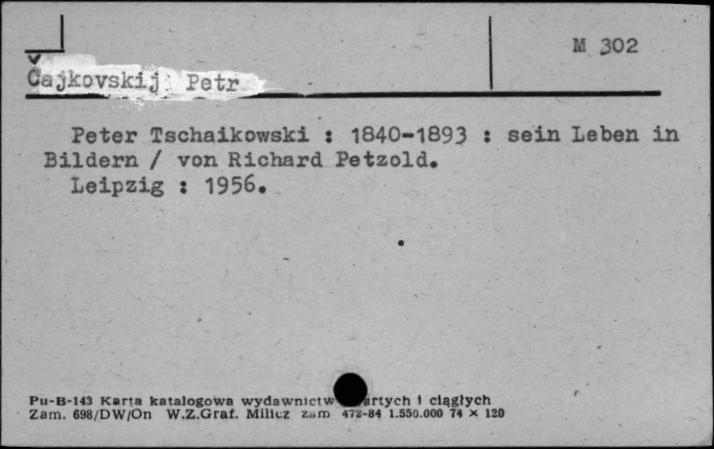 M 302
Čajkovskij Petr
Peter Tschaikowski : 1840-1893 : sein Leben in
Bildern / von Richard Petzold.
Leipzig : 1956.
Pu-B-143 Karta katalogowa wydawnictw artych i ciągłych
Zam. 698/DW/On W.Z.Graf. Milicz zam 472-84 1.550.000 74 × 120